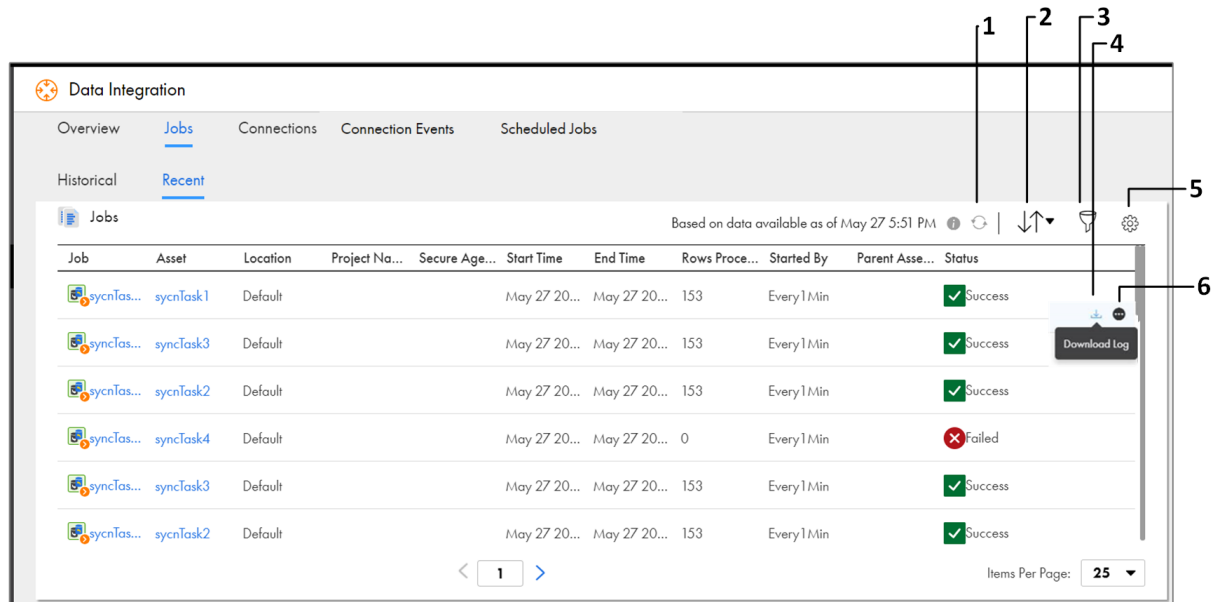 1
2
3
4
Data Integration
Overview Jobs Connections Connection Events Scheduled Jobs
Historical Recent
5
Jobs Based on data available as of May 27 5:51 PM
Job Asset Location Project Na... Secure Age... Start Time End Time Rows Proce... Started By Parent Asse... Status
6
sycnTas... sycnTask1 Default May 27 20... May 27 20... 153 Every1Min Success
Download Log
syncTas... syncTask3 Default May 27 20... May 27 20... 153 Every1Min Success
sycnTas... sycnTask2 Default May 27 20... May 27 20... 153 Every1Min Success
syncTas... syncTask4 Default May 27 20... May 27 20... 0 Every1Min Failed
syncTas... syncTask3 Default May 27 20... May 27 20... 153 Every1Min Success
sycnTas... sycnTask2 Default May 27 20... May 27 20... 153 Every1Min Success
1 Items Per Page: 25